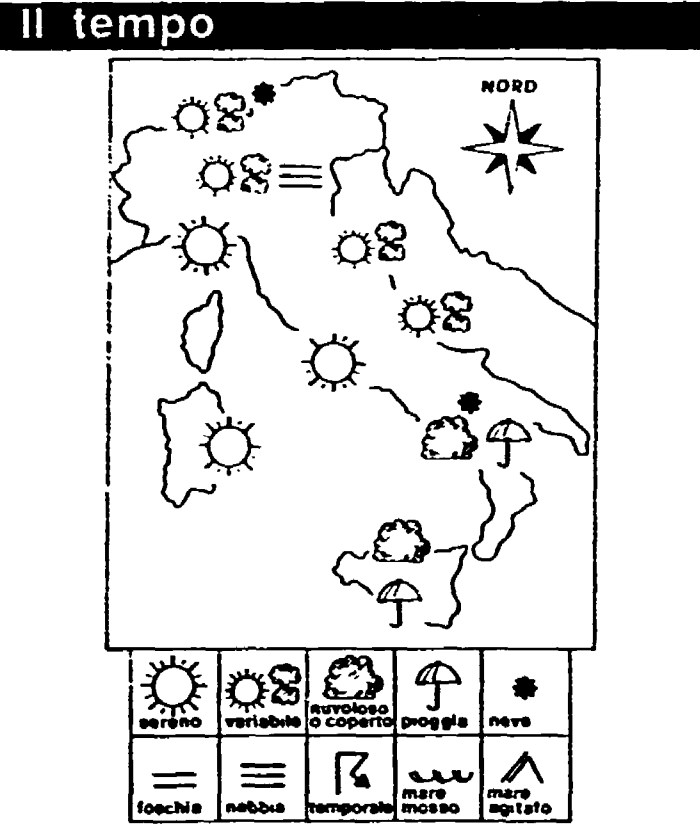 Il tempo
NORD
sereno
variabile
nuvoloso
o coperto
pioggia
neve
foschia
nebbia
temporale
mare
mosso
mare
agitato